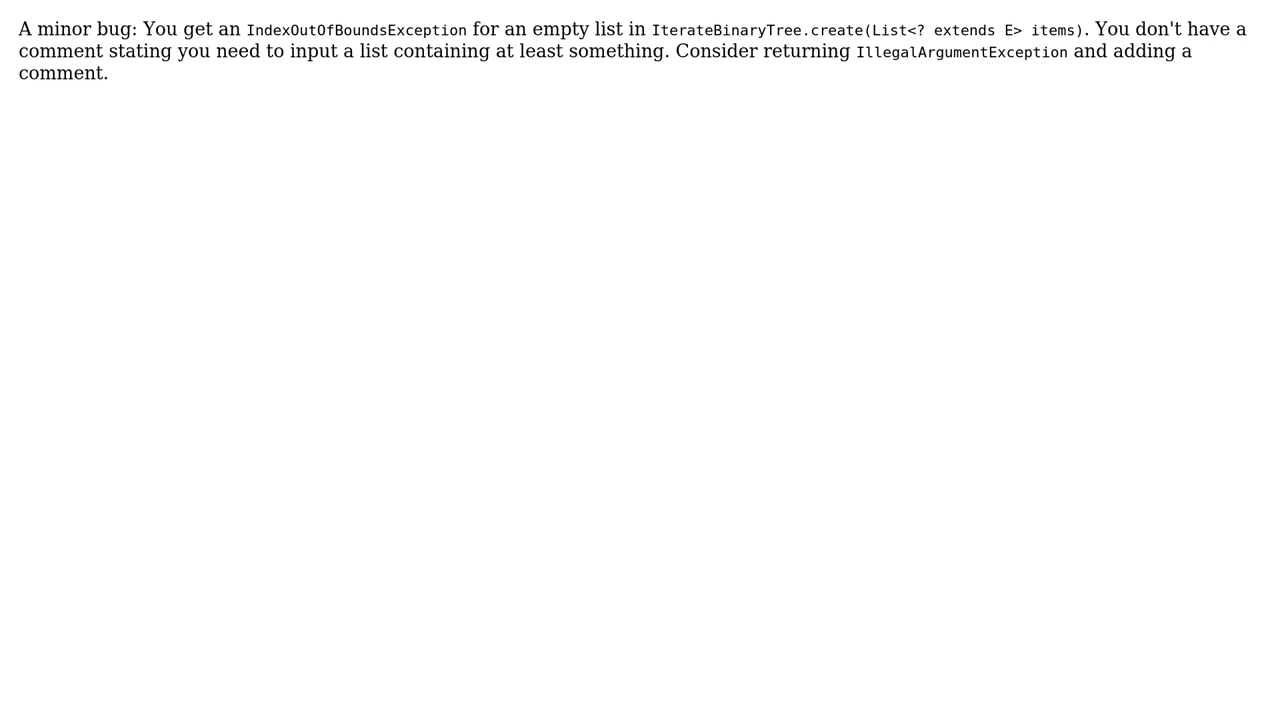 A minor bug: You get an IndexOutOfBoundsException for an empty list in IterateBinaryTree.create(List<? extends E> items). You don't have a
comment stating you need to input a list containing at least something. Consider returning IllegalArgumentException and adding a
comment.